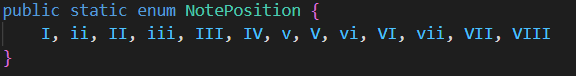 public static enum NotePosition {
I, ii, II, iii, III, IV, v, V, vi, VI, vii, VII, VIII
}